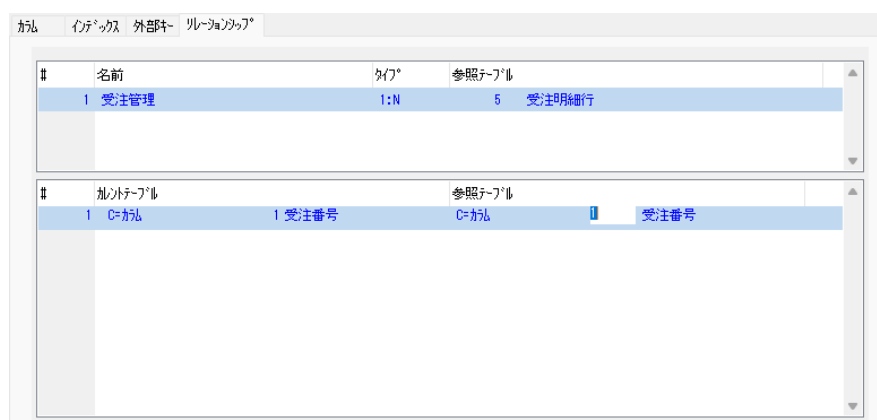 ｶﾗﾑ ｲﾝﾃﾞｯｸｽ 外部ｷｰ ﾘﾚｰｼｮﾝｼｯﾌﾟ
# 名前 ﾀｲﾌﾟ 参照ﾃｰﾌﾞﾙ
1 受注管理 1:N 5 受注明細行
# ｶﾚﾝﾄﾃｰﾌﾞﾙ 参照ﾃｰﾌﾞﾙ
1 C=ｶﾗﾑ 1 受注番号 C=ｶﾗﾑ 1 受注番号